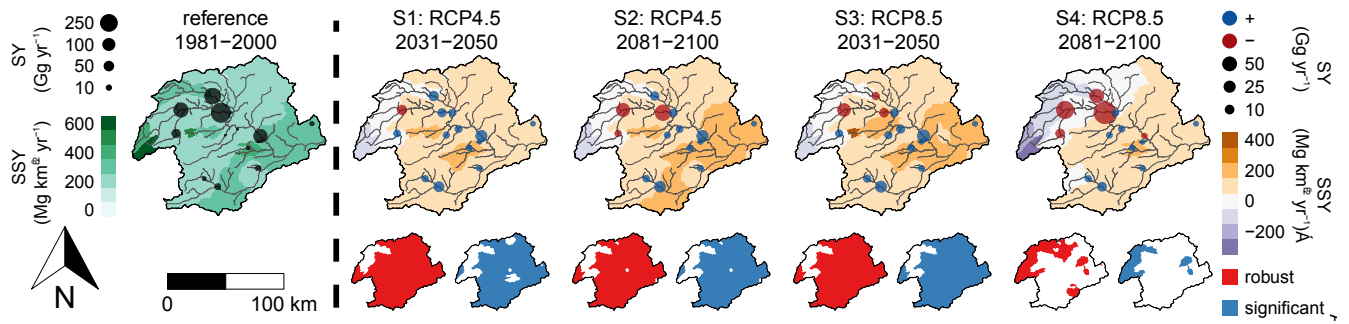 reference
1981−2000
S1: RCP4.5
2031−2050
S2: RCP4.5
2081−2100
S3: RCP8.5
2031−2050
S4: RCP8.5
2081−2100
SY
(Gg yr⁻¹)
250
100
50
10
SSY
(Mg km yr⁻¹)
600
400
200
0
N
0
100 km
+
−
50
25
10
SY
(Gg yr⁻¹)
400
200
0
−200
SSY
(Mg km yr⁻¹)Å
robust
significant